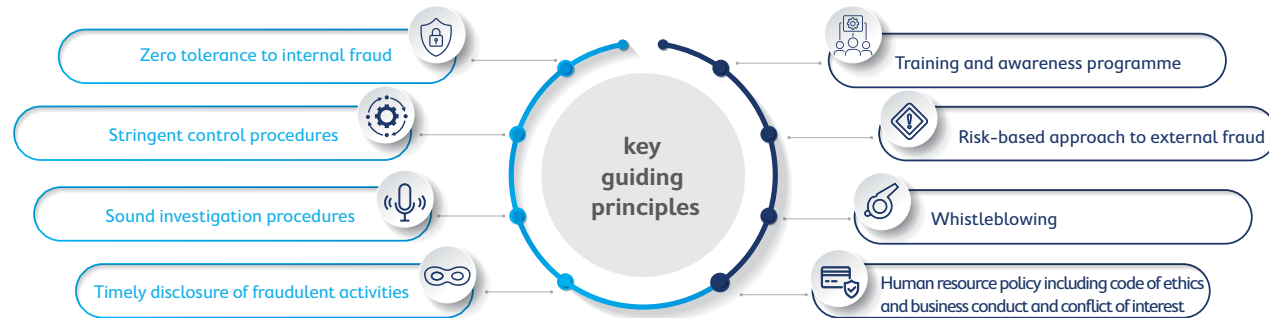 Zero tolerance to internal fraud
Stringent control procedures
Sound investigation procedures
Timely disclosure of fraudulent activities
key
guiding
principles
Training and awareness programme
Risk-based approach to external fraud
Whistleblowing
Human resource policy including code of ethics
and business conduct and conflict of interest